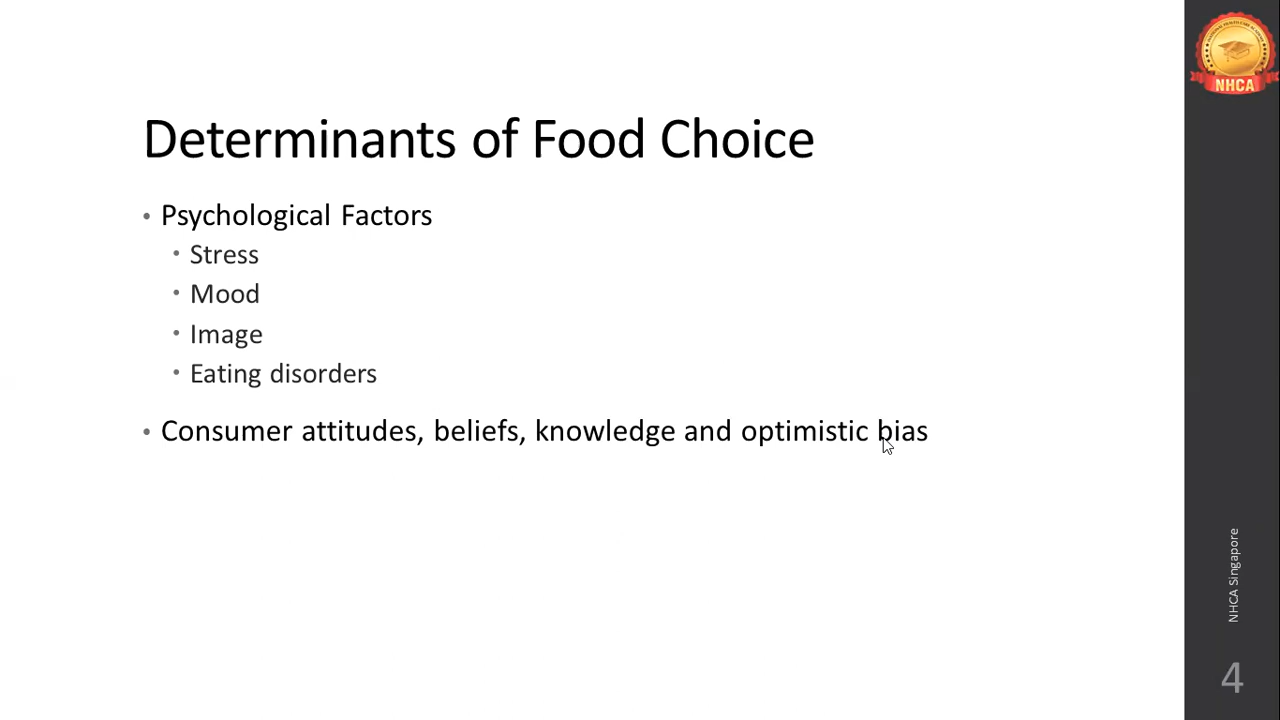 Determinants of Food Choice
• Psychological Factors
• Stress
• Mood
• Image
• Eating disorders
• Consumer attitudes, beliefs, knowledge and optimistic bias
NHCA
NHCA Singapore
4